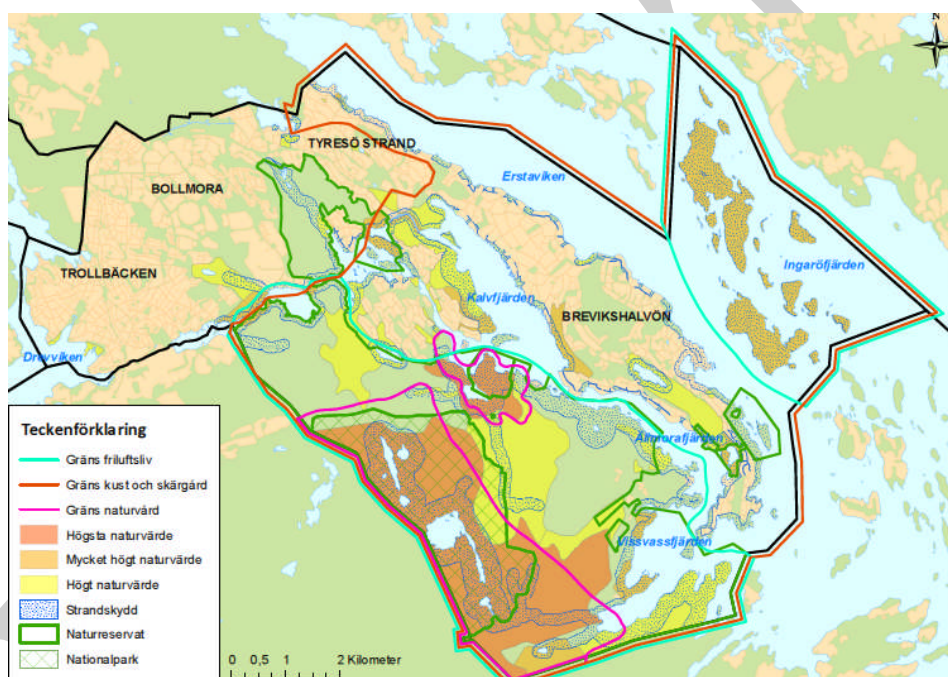 N
TYRESÖ STRAND
BOLLMORA
Erstaviken
TROLLBÄCKEN
Ingaröfjärden
Kalvfjärden
BREVIKSHALVÖN
Drevviken
Ällmorafjärden
Vissvassfjärden
Teckenförklaring
Gräns friluftsliv
Gräns kust och skärgård
Gräns naturvård
Högsta naturvärde
Mycket högt naturvärde
Högt naturvärde
Strandskydd
Naturreservat
Nationalpark
0 0,5 1 2 Kilometer